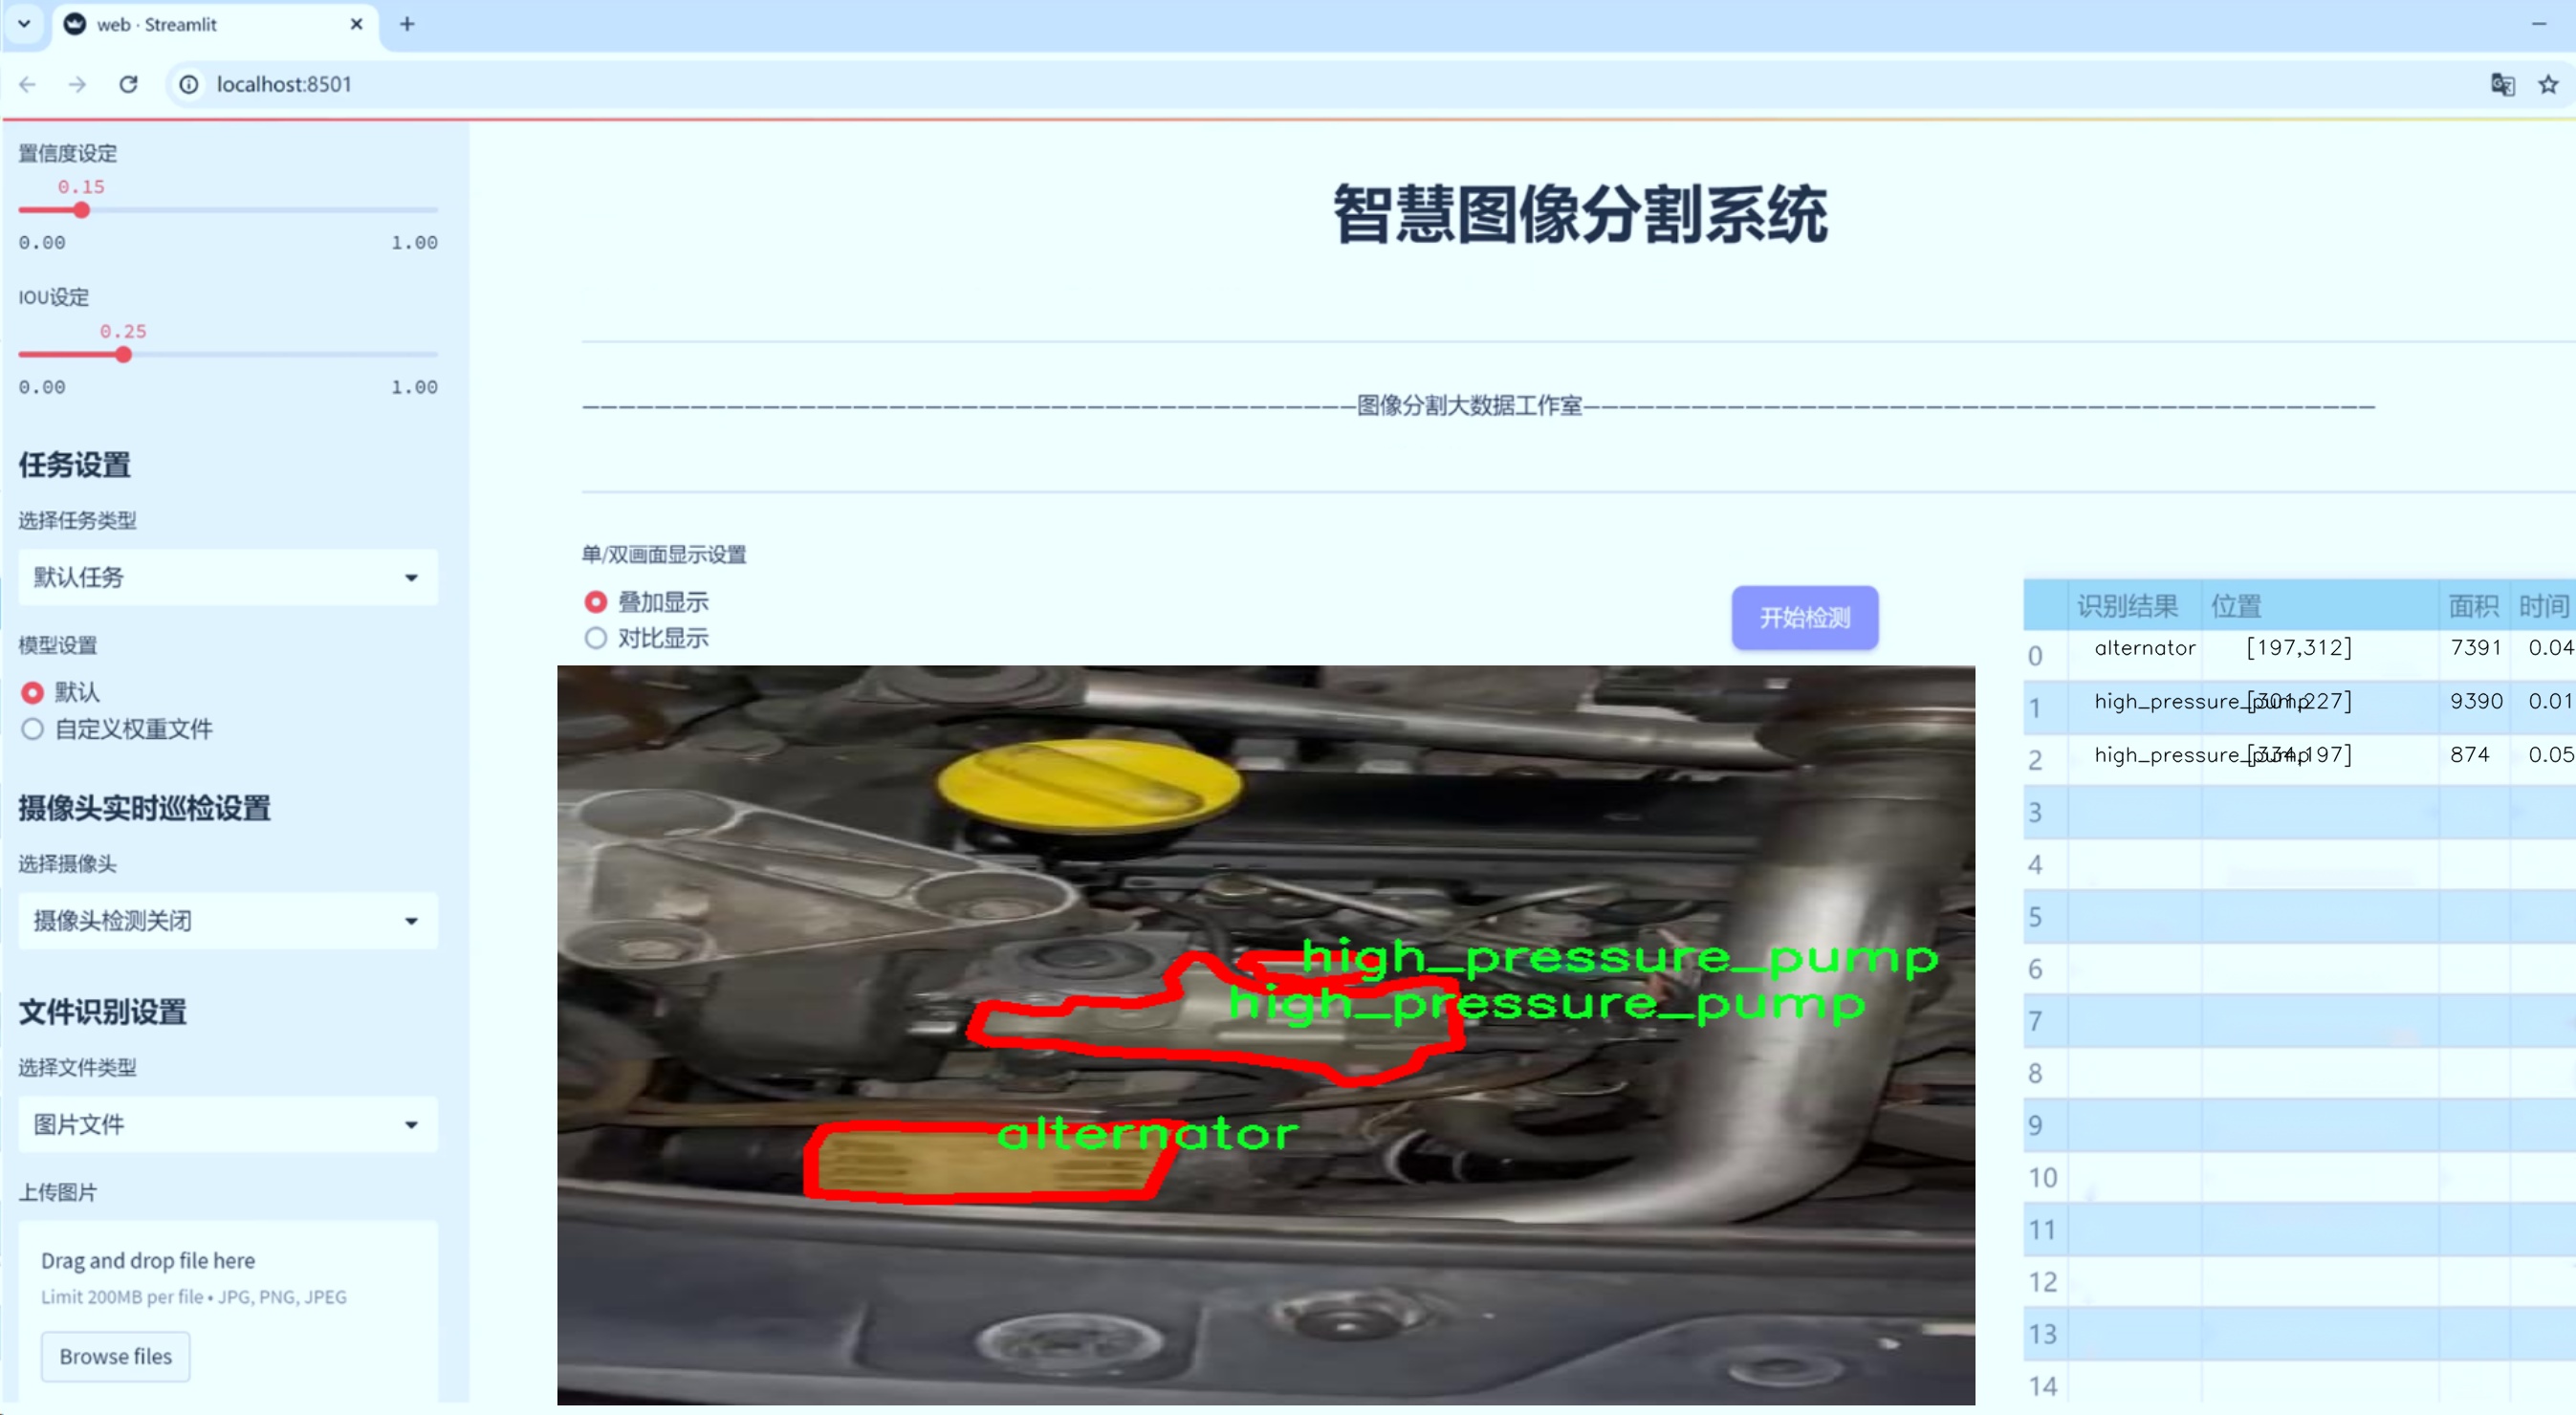 web · Streamlit
localhost:8501
置信度设定
0.15
0.00 1.00
IOU设定
0.25
0.00 1.00
任务设置
选择任务类型
默认任务
模型设置
默认
自定义权重文件
摄像头实时巡检设置
选择摄像头
摄像头检测关闭
文件识别设置
选择文件类型
图片文件
上传图片
Drag and drop file here
Limit 200MB per file • JPG, PNG, JPEG
Browse files
智慧图像分割系统
图像分割大数据工作室
单/双画面显示设置
叠加显示
对比显示
开始检测
high_pressure_pump
high_pressure_pump
alternator
识别结果 位置 面积 时间
0 alternator [197,312] 7391 0.04
1 high_pressure_pump [301,227] 9390 0.01
2 high_pressure_pump [334,197] 874 0.05
3
4
5
6
7
8
9
10
11
12
13
14